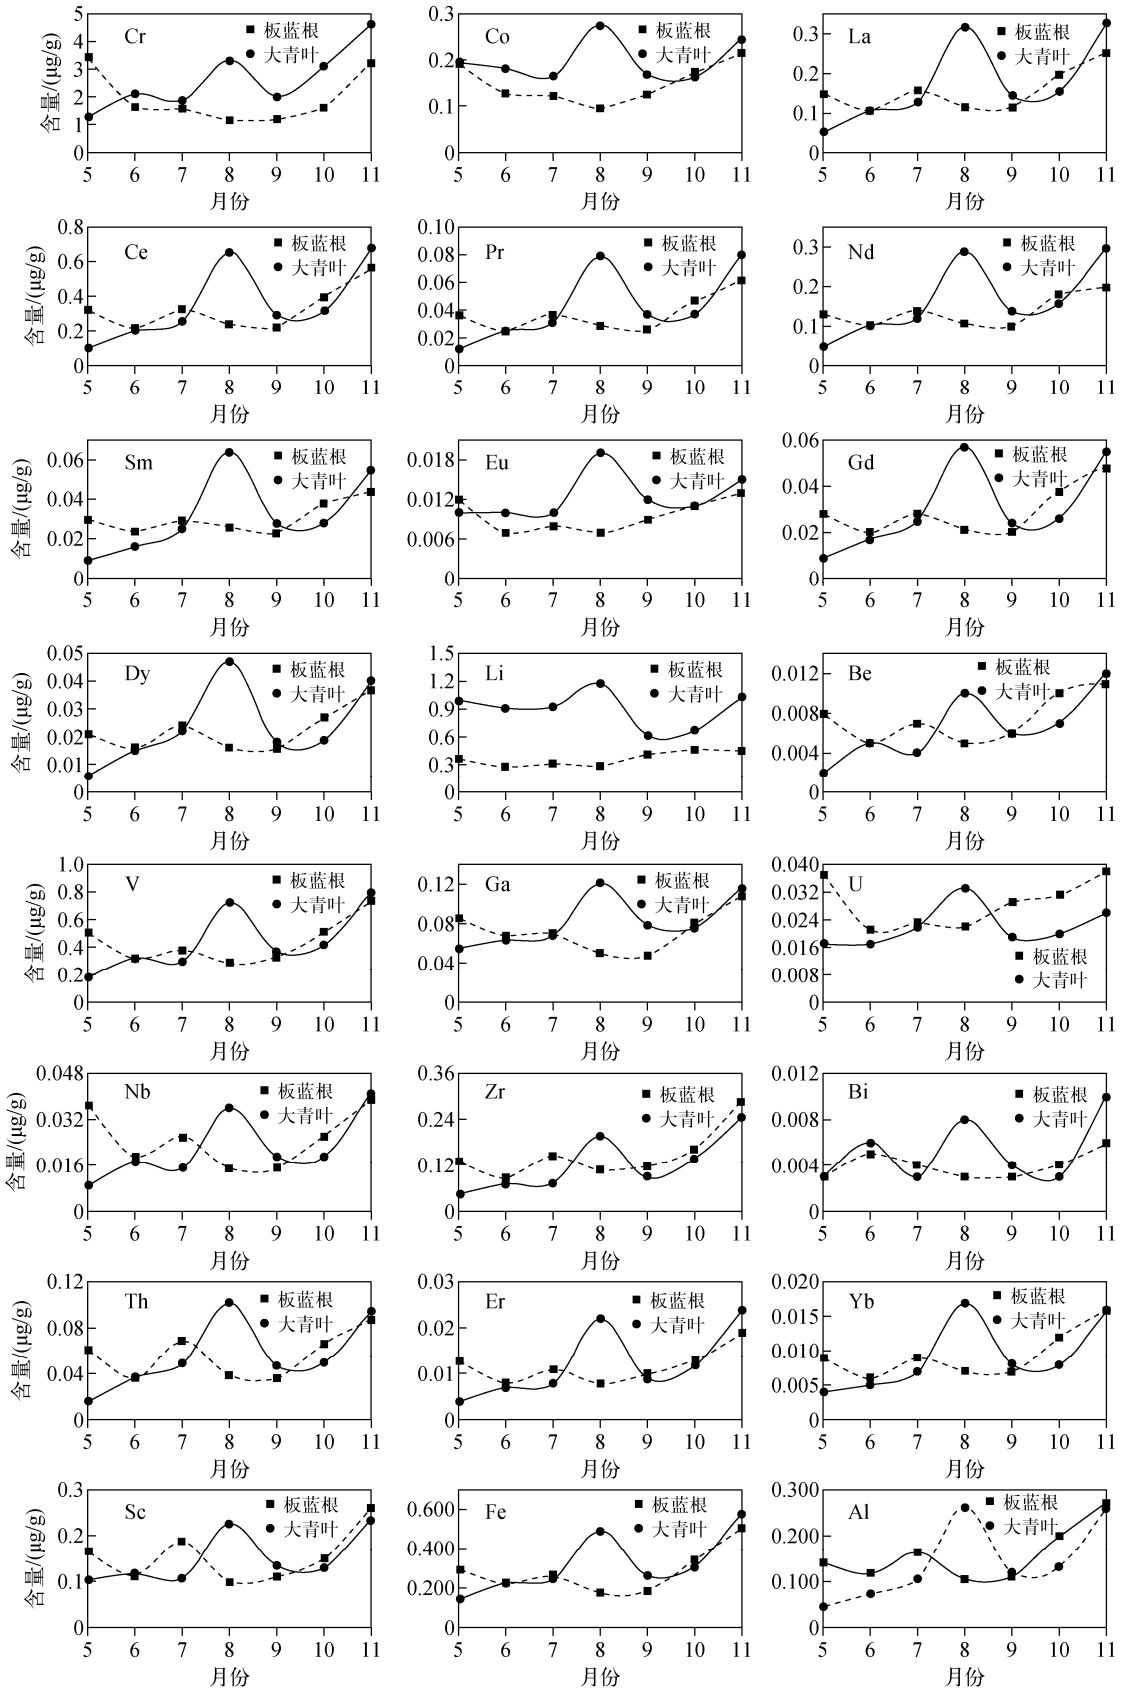 5
4
3
2
1
0
含量/(μg/g)
Cr
板蓝根
大青叶
5 6 7 8 9 10 11
月份
0.3
0.2
0.1
0
Co
板蓝根
大青叶
5 6 7 8 9 10 11
月份
0.3
0.2
0.1
0
La
板蓝根
大青叶
5 6 7 8 9 10 11
月份
0.8
0.6
0.4
0.2
0
含量/(μg/g)
Ce
板蓝根
大青叶
5 6 7 8 9 10 11
月份
0.10
0.08
0.06
0.04
0.02
0
Pr
板蓝根
大青叶
5 6 7 8 9 10 11
月份
0.3
0.2
0.1
0
Nd
板蓝根
大青叶
5 6 7 8 9 10 11
月份
0.06
0.04
0.02
0
含量/(μg/g)
Sm
板蓝根
大青叶
5 6 7 8 9 10 11
月份
0.018
0.012
0.006
0
Eu
板蓝根
大青叶
5 6 7 8 9 10 11
月份
0.06
0.04
0.02
0
Gd
板蓝根
大青叶
5 6 7 8 9 10 11
月份
0.05
0.04
0.03
0.02
0.01
0
含量/(μg/g)
Dy
板蓝根
大青叶
5 6 7 8 9 10 11
月份
1.5
1.2
0.9
0.6
0.3
0
Li
板蓝根
大青叶
5 6 7 8 9 10 11
月份
0.012
0.008
0.004
0
Be
板蓝根
大青叶
5 6 7 8 9 10 11
月份
1.0
0.8
0.6
0.4
0.2
0
含量/(μg/g)
V
板蓝根
大青叶
5 6 7 8 9 10 11
月份
0.12
0.08
0.04
0
Ga
板蓝根
大青叶
5 6 7 8 9 10 11
月份
0.040
0.032
0.024
0.016
0.008
0
U
板蓝根
大青叶
5 6 7 8 9 10 11
月份
0.048
0.032
0.016
0
含量/(μg/g)
Nb
板蓝根
大青叶
5 6 7 8 9 10 11
月份
0.36
0.24
0.12
0
Zr
板蓝根
大青叶
5 6 7 8 9 10 11
月份
0.012
0.008
0.004
0
Bi
板蓝根
大青叶
5 6 7 8 9 10 11
月份
0.12
0.08
0.04
0
含量/(μg/g)
Th
板蓝根
大青叶
5 6 7 8 9 10 11
月份
0.03
0.02
0.01
0
Er
板蓝根
大青叶
5 6 7 8 9 10 11
月份
0.020
0.015
0.010
0.005
0
Yb
板蓝根
大青叶
5 6 7 8 9 10 11
月份
0.3
0.2
0.1
0
含量/(μg/g)
Sc
板蓝根
大青叶
5 6 7 8 9 10 11
月份
0.600
0.400
0.200
0
Fe
板蓝根
大青叶
5 6 7 8 9 10 11
月份
0.300
0.200
0.100
0
Al
板蓝根
大青叶
5 6 7 8 9 10 11
月份